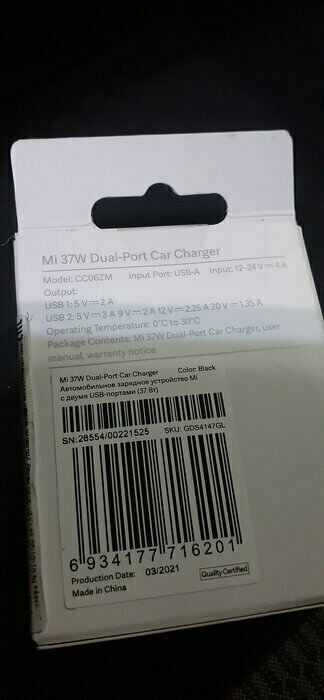 Mi 37W Dual-Port Car Charger
Model: CC06ZM Input Port: USB-A Input: 12-24 V⎓4 A
Output:
USB 1: 5 V⎓2 A
USB 2: 5 V⎓3 A 9 V⎓2 A 12 V⎓2.25 A 20 V⎓1.35 A
Operating Temperature: 0°C to 30°C
Package Contents: Mi 37W Dual-Port Car Charger, user
manual, warranty notice
Mi 37W Dual-Port Car Charger Color: Black
Автомобильное зарядное устройство Mi
с двумя USB-портами (37 Вт)
SN:26554/00221525 SKU: GDS4147GL
6 934177 716201
Production Date: 03/2021 Quality Certified
Made in China